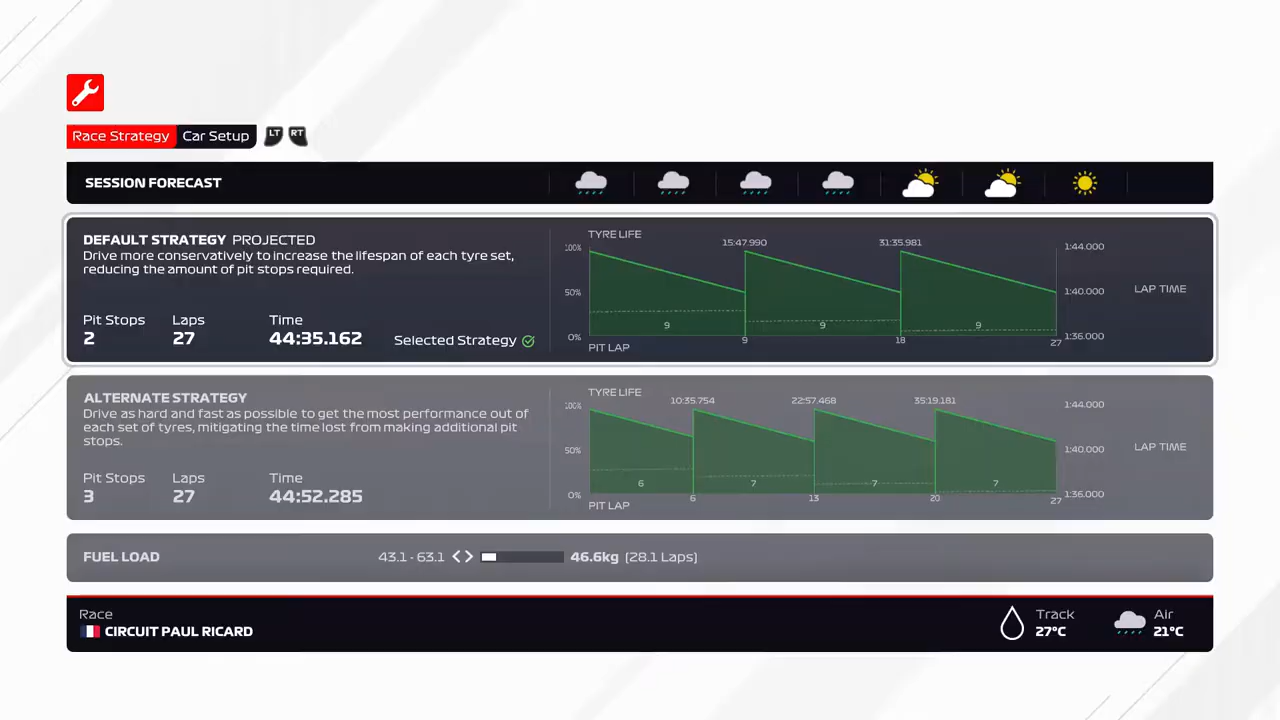 Race Strategy Car Setup LT RT
SESSION FORECAST
DEFAULT STRATEGY PROJECTED
Drive more conservatively to increase the lifespan of each tyre set,
reducing the amount of pit stops required.
Pit Stops Laps Time
2 27 44:35.162 Selected Strategy
TYRE LIFE
15:47.990 31:35.981
100% 1:44.000
50% 1:40.000 LAP TIME
9 9 9
0% 9 18 27 1:36.000
PIT LAP
ALTERNATE STRATEGY
Drive as hard and fast as possible to get the most performance out of
each set of tyres, mitigating the time lost from making additional pit
stops.
Pit Stops Laps Time
3 27 44:52.285
TYRE LIFE
10:35.754 22:57.468 35:19.181
100% 1:44.000
50% 1:40.000 LAP TIME
6 7 7 7
0% 6 13 20 27 1:36.000
PIT LAP
FUEL LOAD 43.1 - 63.1 46.6kg (28.1 Laps)
Race
CIRCUIT PAUL RICARD
Track
27°C
Air
21°C